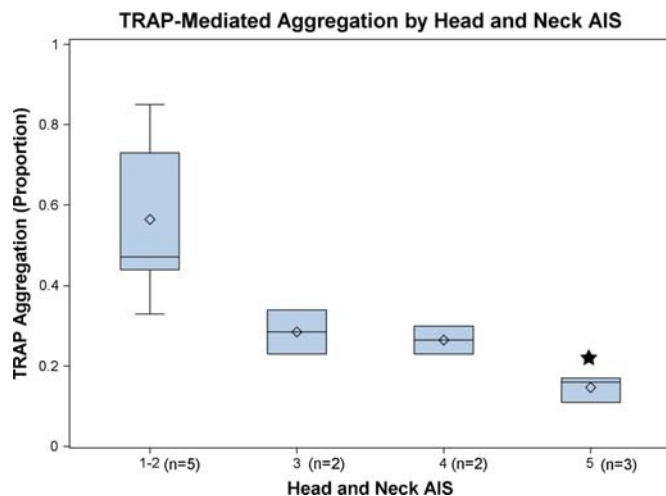 TRAP-Mediated Aggregation by Head and Neck AIS
TRAP Aggregation (Proportion)
1
0.8
0.6
0.4
0.2
0
1-2 (n=5) 3 (n=2) 4 (n=2) 5 (n=3)
Head and Neck AIS